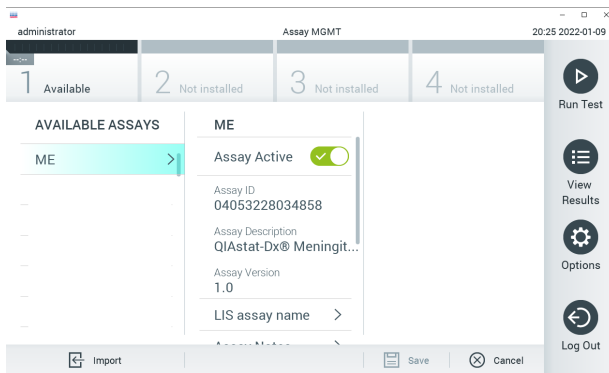 administrator Assay MGMT 20:25 2022-01-09
--:--
1 Available 2 Not installed 3 Not installed 4 Not installed
Run Test
AVAILABLE ASSAYS
ME
ME
Assay Active
Assay ID
04053228034858
Assay Description
QIAstat-Dx® Meningit...
Assay Version
1.0
LIS assay name
Assay Notes
View
Results
Options
Log Out
Import Save Cancel